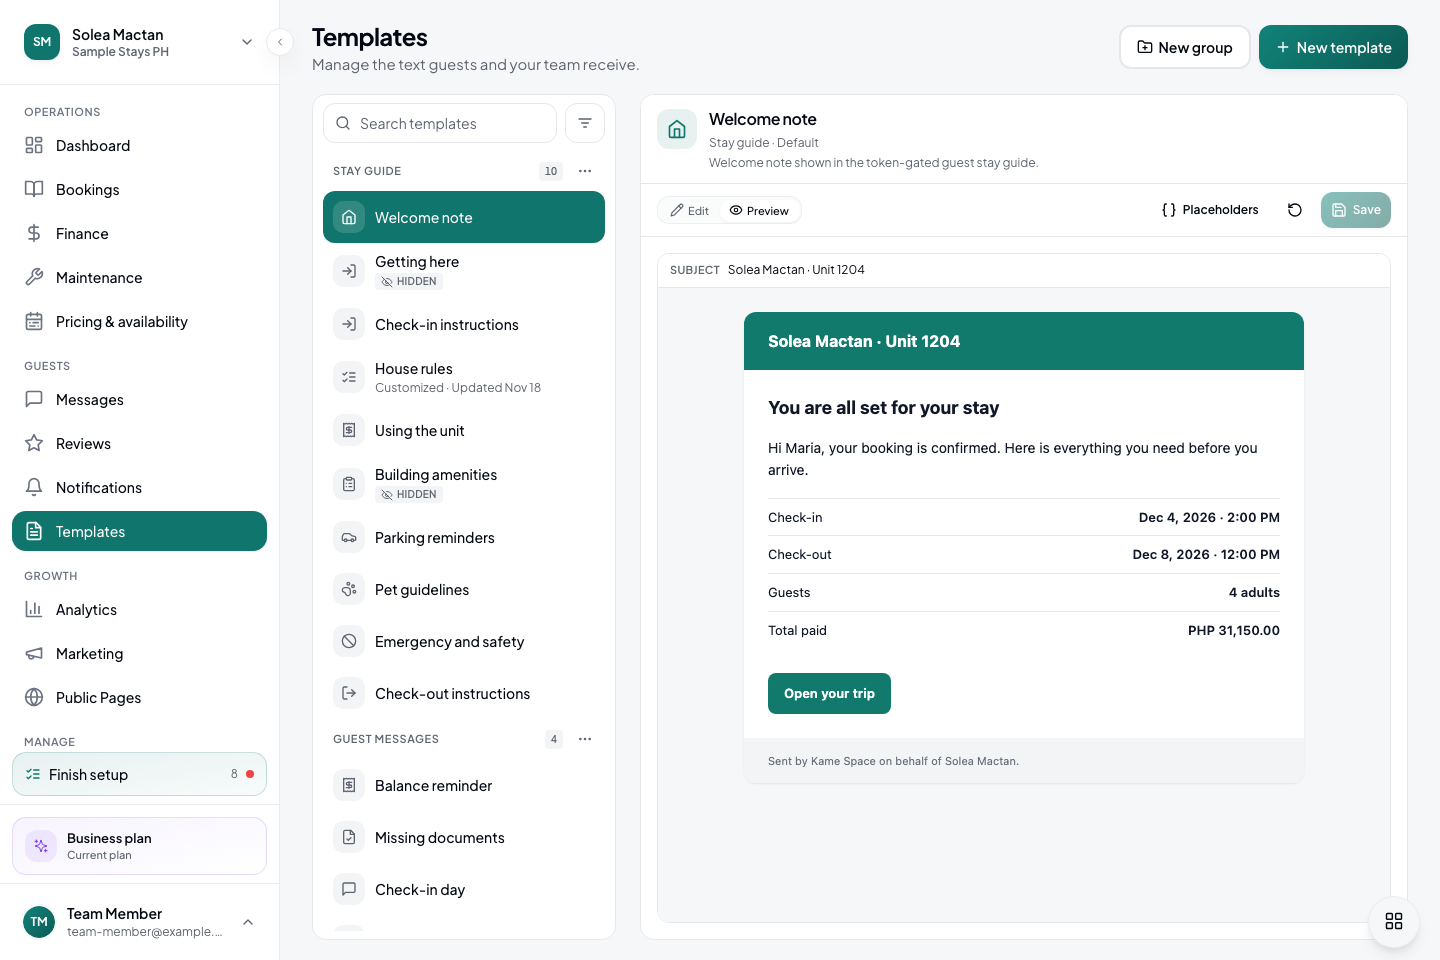 SM
Solea Mactan
Sample Stays PH
OPERATIONS
Dashboard
Bookings
Finance
Maintenance
Pricing & availability
GUESTS
Messages
Reviews
Notifications
Templates
GROWTH
Analytics
Marketing
Public Pages
MANAGE
Finish setup
8
Business plan
Current plan
TM
Team Member
team-member@example....
Templates
Manage the text guests and your team receive.
New group
New template
Search templates
STAY GUIDE
10
Welcome note
Getting here
HIDDEN
Check-in instructions
House rules
Customized · Updated Nov 18
Using the unit
Building amenities
HIDDEN
Parking reminders
Pet guidelines
Emergency and safety
Check-out instructions
GUEST MESSAGES
4
Balance reminder
Missing documents
Check-in day
Welcome note
Stay guide · Default
Welcome note shown in the token-gated guest stay guide.
Edit
Preview
Placeholders
Save
SUBJECT Solea Mactan · Unit 1204
Solea Mactan · Unit 1204
You are all set for your stay
Hi Maria, your booking is confirmed. Here is everything you need before you
arrive.
Check-in Dec 4, 2026 · 2:00 PM
Check-out Dec 8, 2026 · 12:00 PM
Guests 4 adults
Total paid PHP 31,150.00
Open your trip
Sent by Kame Space on behalf of Solea Mactan.